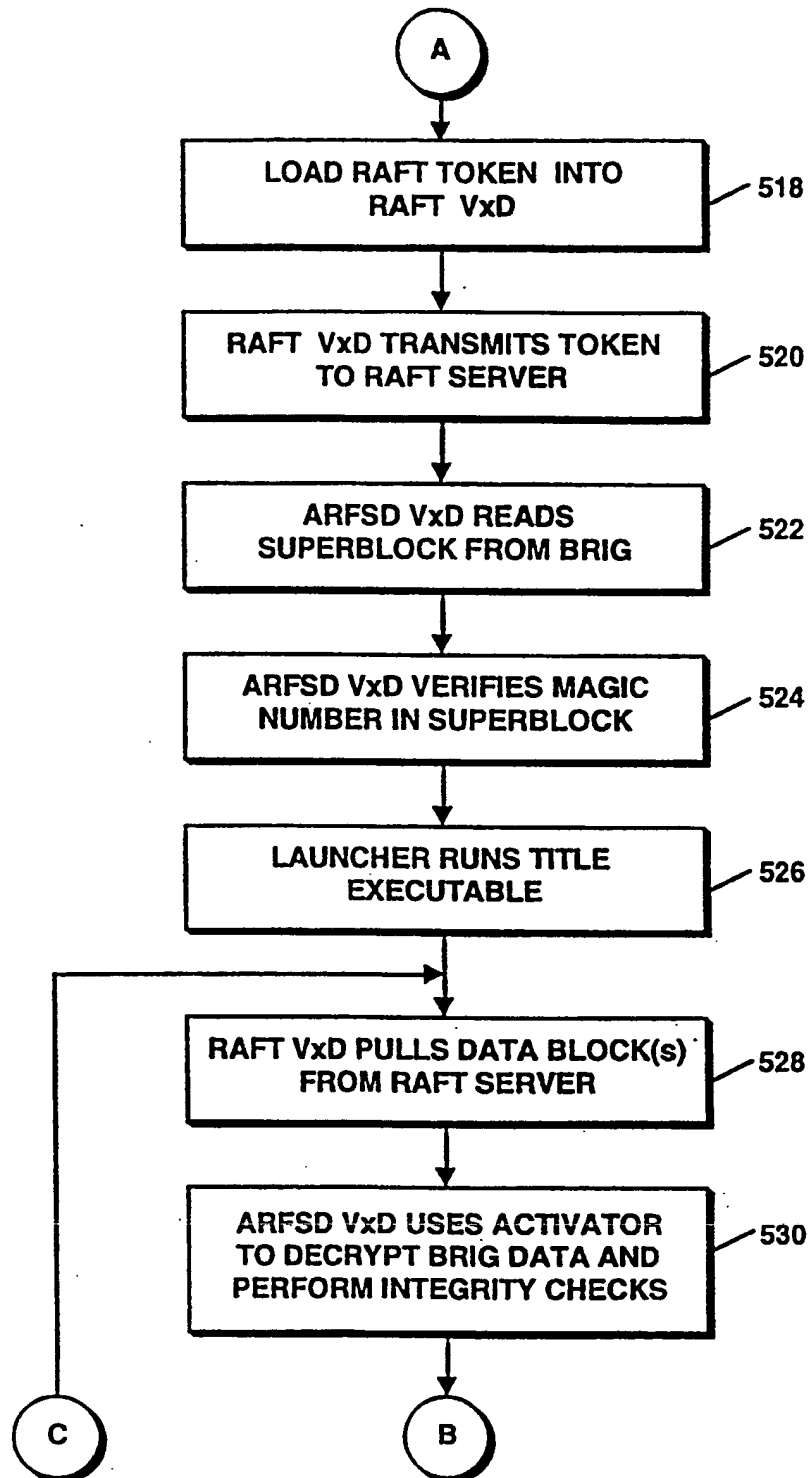 A
LOAD RAFT TOKEN INTO
RAFT VxD
518
RAFT VxD TRANSMITS TOKEN
TO RAFT SERVER
520
ARFSD VxD READS
SUPERBLOCK FROM BRIG
522
ARFSD VxD VERIFIES MAGIC
NUMBER IN SUPERBLOCK
524
LAUNCHER RUNS TITLE
EXECUTABLE
526
RAFT VxD PULLS DATA BLOCK(s)
FROM RAFT SERVER
528
ARFSD VxD USES ACTIVATOR
TO DECRYPT BRIG DATA AND
PERFORM INTEGRITY CHECKS
530
C
B